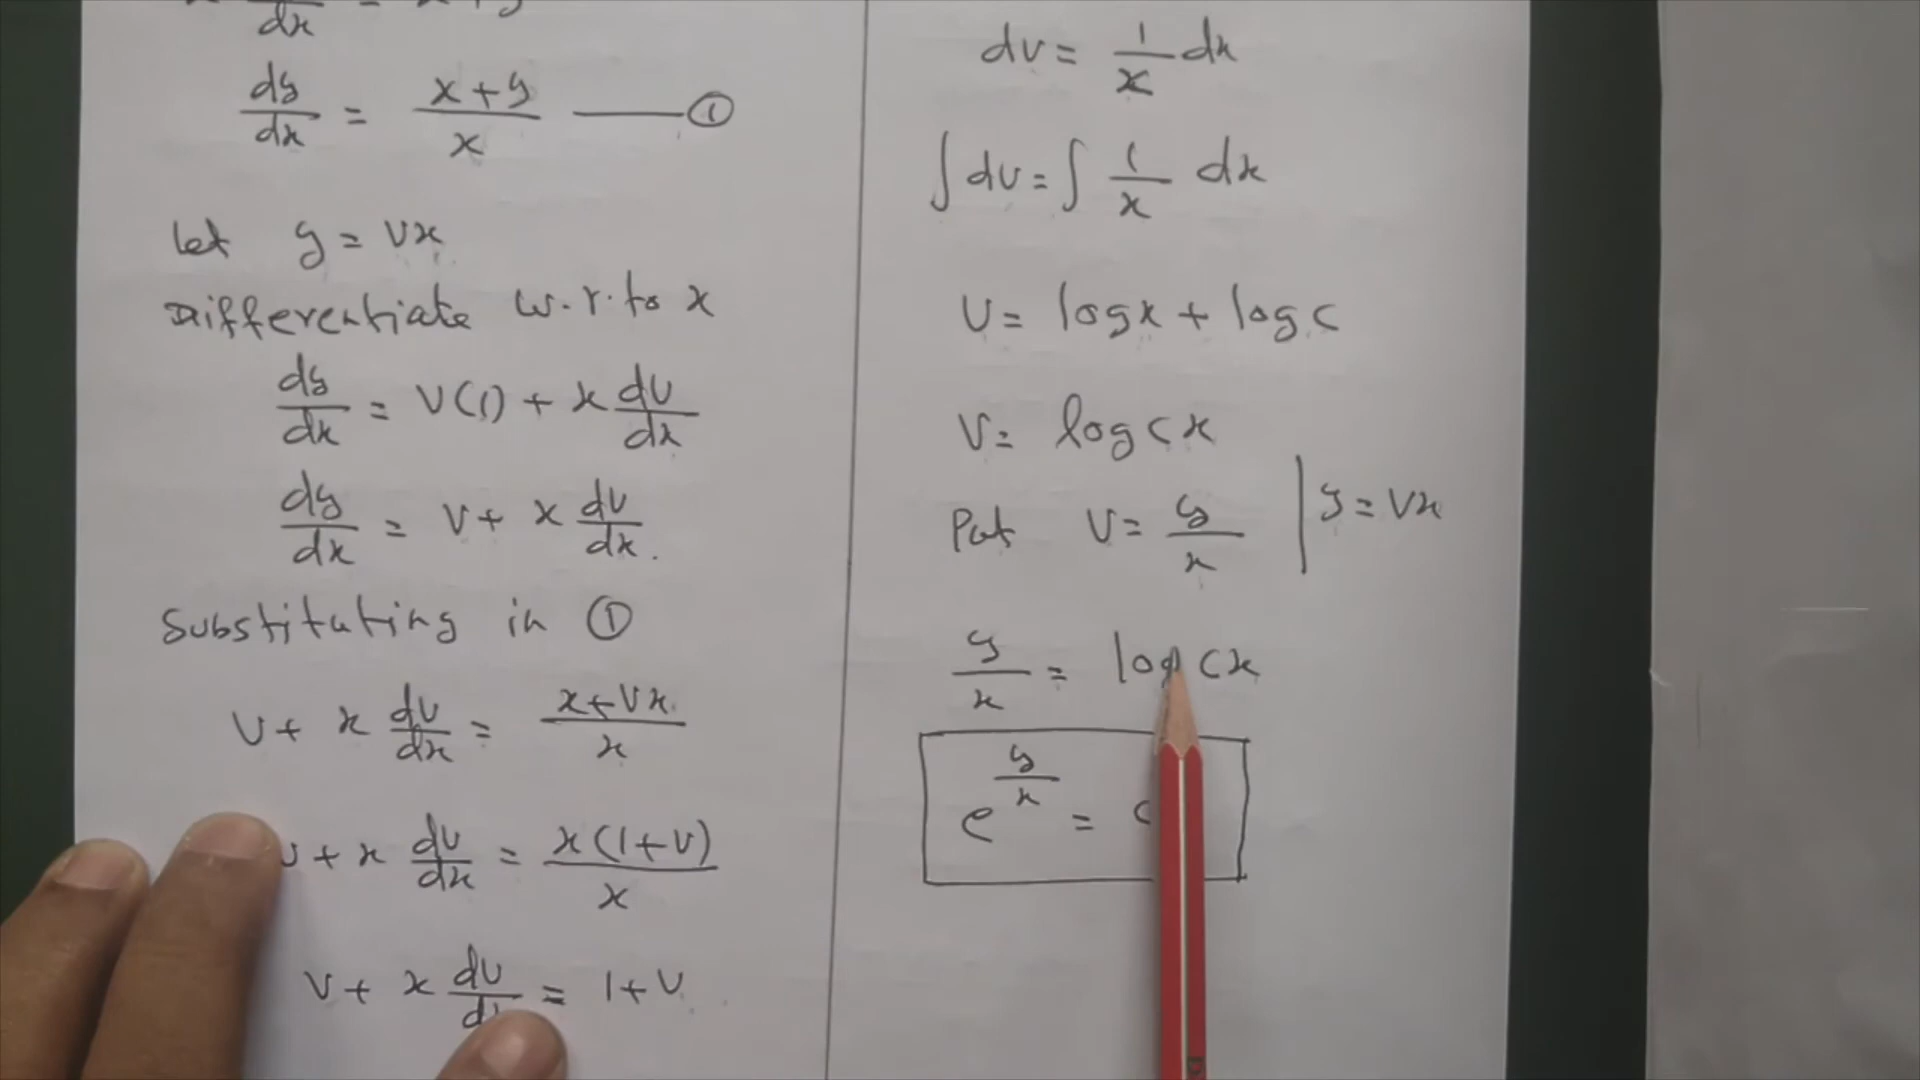 dy/dx = (x+y)/x —— ①
Let y = vx
Differentiate w.r.to x
dy/dx = v(1) + x dv/dx
dy/dx = v + x dv/dx.
Substituting in ①
v + x dv/dx = (x+vx)/x
v + x dv/dx = x(1+v)/x
v + x dv/dx = 1+v
dv = 1/x dx
∫ dv = ∫ 1/x dx
v = logx + logc
v = log cx
Put v = y/x | y = vx
y/x = log cx
e^(y/x) = c